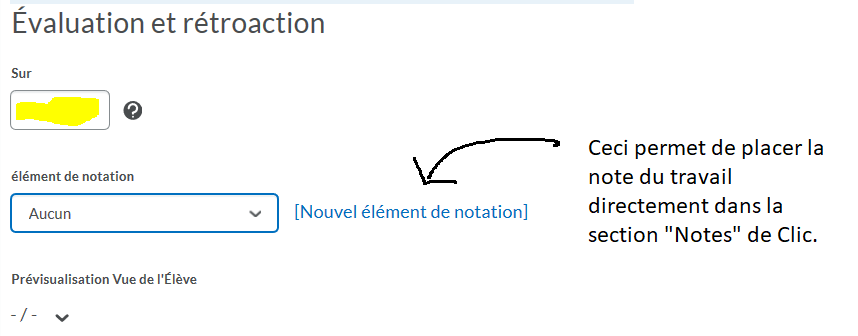 Évaluation et rétroaction
Sur
élément de notation
Aucun
[Nouvel élément de notation]
Ceci permet de placer la
note du travail
directement dans la
section "Notes" de Clic.
Prévisualisation Vue de l'Élève
- / -